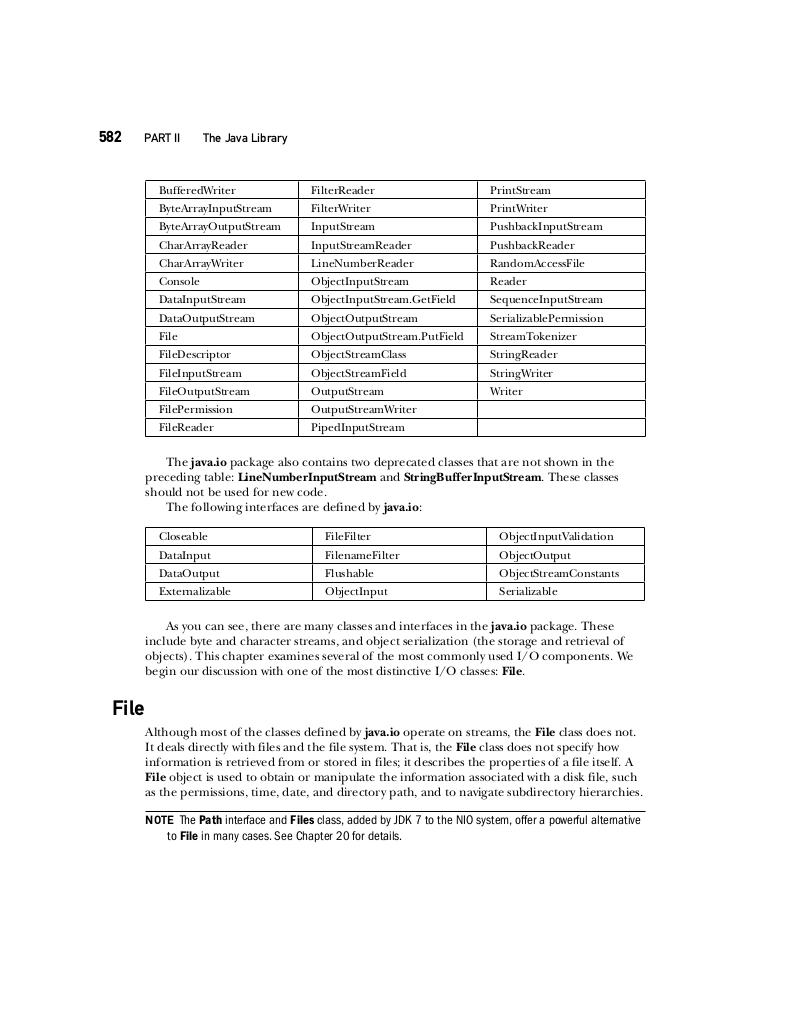 582 PART II The Java Library
BufferedWriter FilterReader PrintStream
ByteArrayInputStream FilterWriter PrintWriter
ByteArrayOutputStream InputStream PushbackInputStream
CharArrayReader InputStreamReader PushbackReader
CharArrayWriter LineNumberReader RandomAccessFile
Console ObjectInputStream Reader
DataInputStream ObjectInputStream.GetField SequenceInputStream
DataOutputStream ObjectOutputStream SerializablePermission
File ObjectOutputStream.PutField StreamTokenizer
FileDescriptor ObjectStreamClass StringReader
FileInputStream ObjectStreamField StringWriter
FileOutputStream OutputStream Writer
FilePermission OutputStreamWriter
FileReader PipedInputStream
The java.io package also contains two deprecated classes that are not shown in the
preceding table: LineNumberInputStream and StringBufferInputStream. These classes
should not be used for new code.
The following interfaces are defined by java.io:
Closeable FileFilter ObjectInputValidation
DataInput FilenameFilter ObjectOutput
DataOutput Flushable ObjectStreamConstants
Externalizable ObjectInput Serializable
As you can see, there are many classes and interfaces in the java.io package. These
include byte and character streams, and object serialization (the storage and retrieval of
objects). This chapter examines several of the most commonly used I/O components. We
begin our discussion with one of the most distinctive I/O classes: File.
File
Although most of the classes defined by java.io operate on streams, the File class does not.
It deals directly with files and the file system. That is, the File class does not specify how
information is retrieved from or stored in files; it describes the properties of a file itself. A
File object is used to obtain or manipulate the information associated with a disk file, such
as the permissions, time, date, and directory path, and to navigate subdirectory hierarchies.
NOTE The Path interface and Files class, added by JDK 7 to the NIO system, offer a powerful alternative
to File in many cases. See Chapter 20 for details.